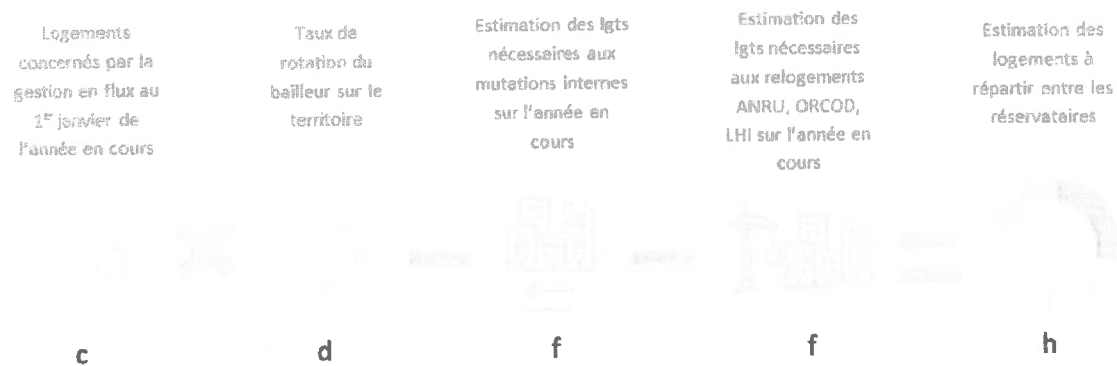 Logements
concernés par la
gestion en flux au
1er janvier de
l'année en cours
Taux de
rotation du
bailleur sur le
territoire
Estimation des lgts
nécessaires aux
mutations internes
sur l'année en
cours
Estimation des
lgts nécessaires
aux relogements
ANRU, ORCOD,
LHI sur l'année en
cours
Estimation des
logements à
répartir entre les
réservataires
c
d
f
f
h